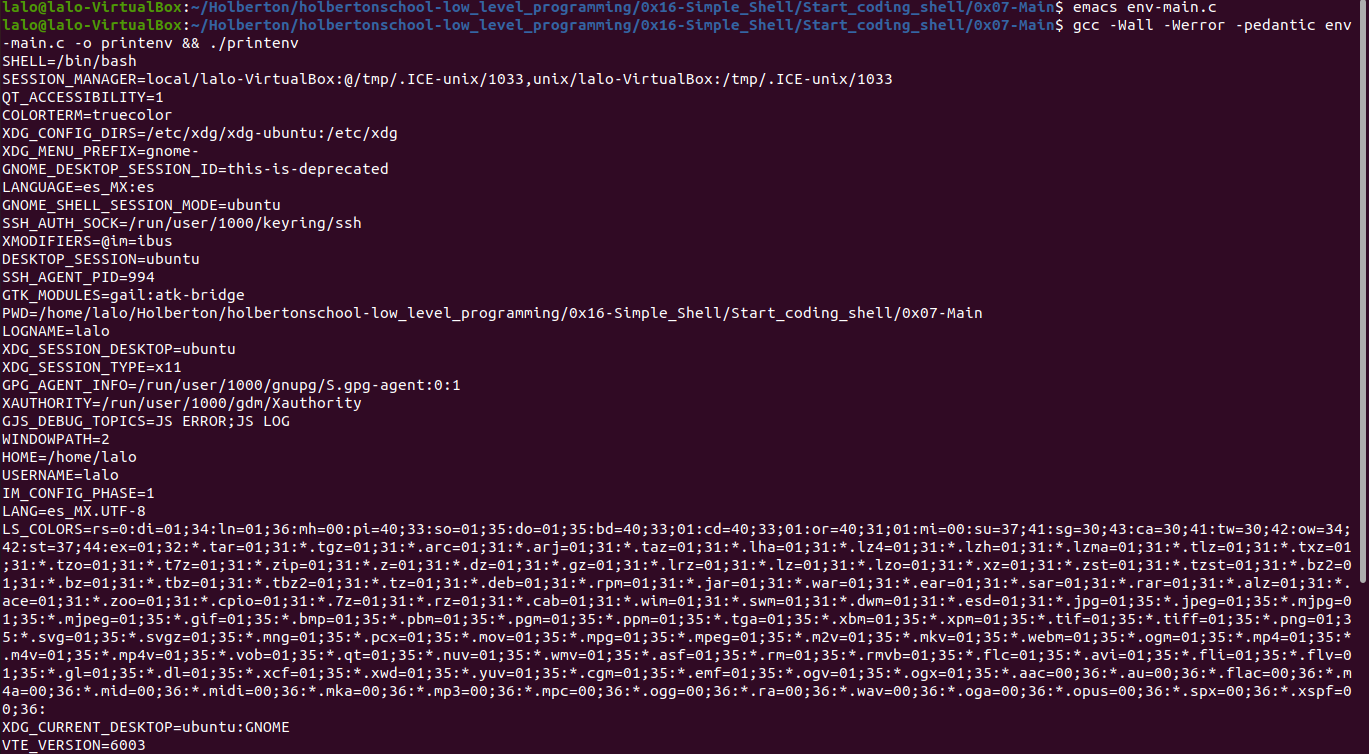 lalo@lalo-VirtualBox:~/Holberton/holbertonschool-low_level_programming/0x16-Simple_Shell/Start_coding_shell/0x07-Main$ emacs env-main.c
lalo@lalo-VirtualBox:~/Holberton/holbertonschool-low_level_programming/0x16-Simple_Shell/Start_coding_shell/0x07-Main$ gcc -Wall -Werror -pedantic env
-main.c -o printenv && ./printenv
SHELL=/bin/bash
SESSION_MANAGER=local/lalo-VirtualBox:@/tmp/.ICE-unix/1033,unix/lalo-VirtualBox:/tmp/.ICE-unix/1033
QT_ACCESSIBILITY=1
COLORTERM=truecolor
XDG_CONFIG_DIRS=/etc/xdg/xdg-ubuntu:/etc/xdg
XDG_MENU_PREFIX=gnome-
GNOME_DESKTOP_SESSION_ID=this-is-deprecated
LANGUAGE=es_MX:es
GNOME_SHELL_SESSION_MODE=ubuntu
SSH_AUTH_SOCK=/run/user/1000/keyring/ssh
XMODIFIERS=@im=ibus
DESKTOP_SESSION=ubuntu
SSH_AGENT_PID=994
GTK_MODULES=gail:atk-bridge
PWD=/home/lalo/Holberton/holbertonschool-low_level_programming/0x16-Simple_Shell/Start_coding_shell/0x07-Main
LOGNAME=lalo
XDG_SESSION_DESKTOP=ubuntu
XDG_SESSION_TYPE=x11
GPG_AGENT_INFO=/run/user/1000/gnupg/S.gpg-agent:0:1
XAUTHORITY=/run/user/1000/gdm/Xauthority
GJS_DEBUG_TOPICS=JS ERROR;JS LOG
WINDOWPATH=2
HOME=/home/lalo
USERNAME=lalo
IM_CONFIG_PHASE=1
LANG=es_MX.UTF-8
LS_COLORS=rs=0:di=01;34:ln=01;36:mh=00:pi=40;33:so=01;35:do=01;35:bd=40;33;01:cd=40;33;01:or=40;31;01:mi=00:su=37;41:sg=30;43:ca=30;41:tw=30;42:ow=34;
42:st=37;44:ex=01;32:*.tar=01;31:*.tgz=01;31:*.arc=01;31:*.arj=01;31:*.taz=01;31:*.lha=01;31:*.lz4=01;31:*.lzh=01;31:*.lzma=01;31:*.tlz=01;31:*.txz=01
;31:*.tzo=01;31:*.t7z=01;31:*.zip=01;31:*.z=01;31:*.dz=01;31:*.gz=01;31:*.lrz=01;31:*.lz=01;31:*.lzo=01;31:*.xz=01;31:*.zst=01;31:*.tzst=01;31:*.bz2=0
1;31:*.bz=01;31:*.tbz=01;31:*.tbz2=01;31:*.tz=01;31:*.deb=01;31:*.rpm=01;31:*.jar=01;31:*.war=01;31:*.ear=01;31:*.sar=01;31:*.rar=01;31:*.alz=01;31:*.
ace=01;31:*.zoo=01;31:*.cpio=01;31:*.7z=01;31:*.rz=01;31:*.cab=01;31:*.wim=01;31:*.swm=01;31:*.dwm=01;31:*.esd=01;31:*.jpg=01;35:*.jpeg=01;35:*.mjpg=0
1;35:*.mjpeg=01;35:*.gif=01;35:*.bmp=01;35:*.pbm=01;35:*.pgm=01;35:*.ppm=01;35:*.tga=01;35:*.xbm=01;35:*.xpm=01;35:*.tif=01;35:*.tiff=01;35:*.png=01;3
5:*.svg=01;35:*.svgz=01;35:*.mng=01;35:*.pcx=01;35:*.mov=01;35:*.mpg=01;35:*.mpeg=01;35:*.m2v=01;35:*.mkv=01;35:*.webm=01;35:*.ogm=01;35:*.mp4=01;35:*
.m4v=01;35:*.mp4v=01;35:*.vob=01;35:*.qt=01;35:*.nuv=01;35:*.wmv=01;35:*.asf=01;35:*.rm=01;35:*.rmvb=01;35:*.flc=01;35:*.avi=01;35:*.fli=01;35:*.flv=0
1;35:*.gl=01;35:*.dl=01;35:*.xcf=01;35:*.xwd=01;35:*.yuv=01;35:*.cgm=01;35:*.emf=01;35:*.ogv=01;35:*.ogx=01;35:*.aac=00;36:*.au=00;36:*.flac=00;36:*.m
4a=00;36:*.mid=00;36:*.midi=00;36:*.mka=00;36:*.mp3=00;36:*.mpc=00;36:*.ogg=00;36:*.ra=00;36:*.wav=00;36:*.oga=00;36:*.opus=00;36:*.spx=00;36:*.xspf=0
0;36:
XDG_CURRENT_DESKTOP=ubuntu:GNOME
VTE_VERSION=6003